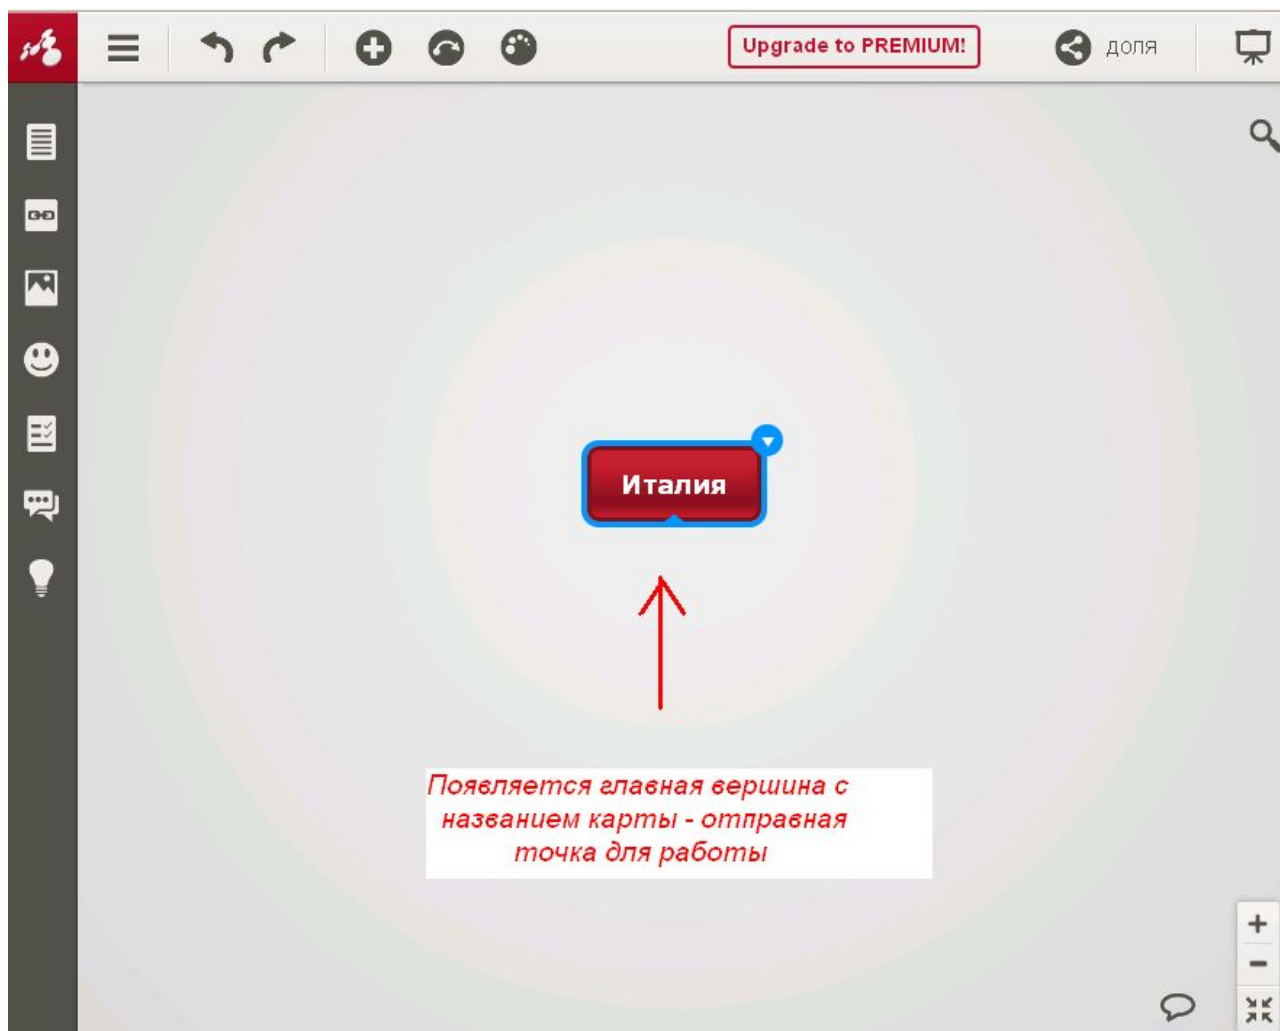 Upgrade to PREMIUM!
доля
Италия
Появляется главная вершина с
названием карты - отправная
точка для работы